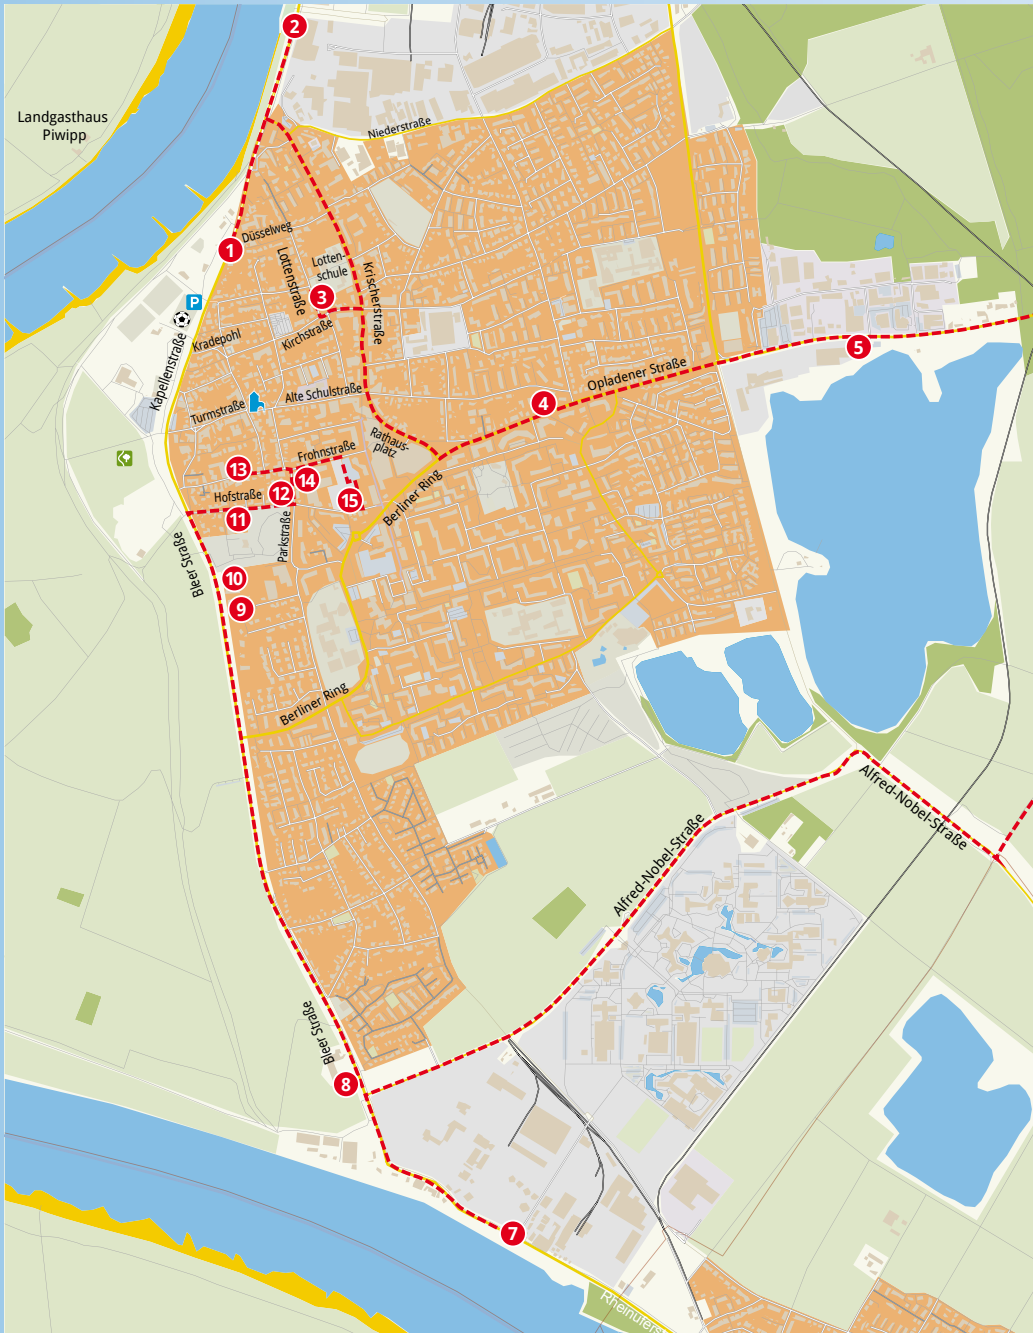 2
Landgasthaus
Piwipp
Niederstraße
Düsselweg
1
Lottenstraße
Lotten-
schule
3
Krischerstraße
P
Kradepohl
Kirchstraße
Kapellenstraße
5
Opladener Straße
4
Alte Schulstraße
Turmstraße
Rathaus-
platz
Frohnstraße
13
14
12
15
Hofstraße
11
Parkstraße
Berliner Ring
Bleer Straße
10
9
Berliner Ring
Alfred-Nobel-Straße
Alfred-Nobel-Straße
Bleer Straße
8
7